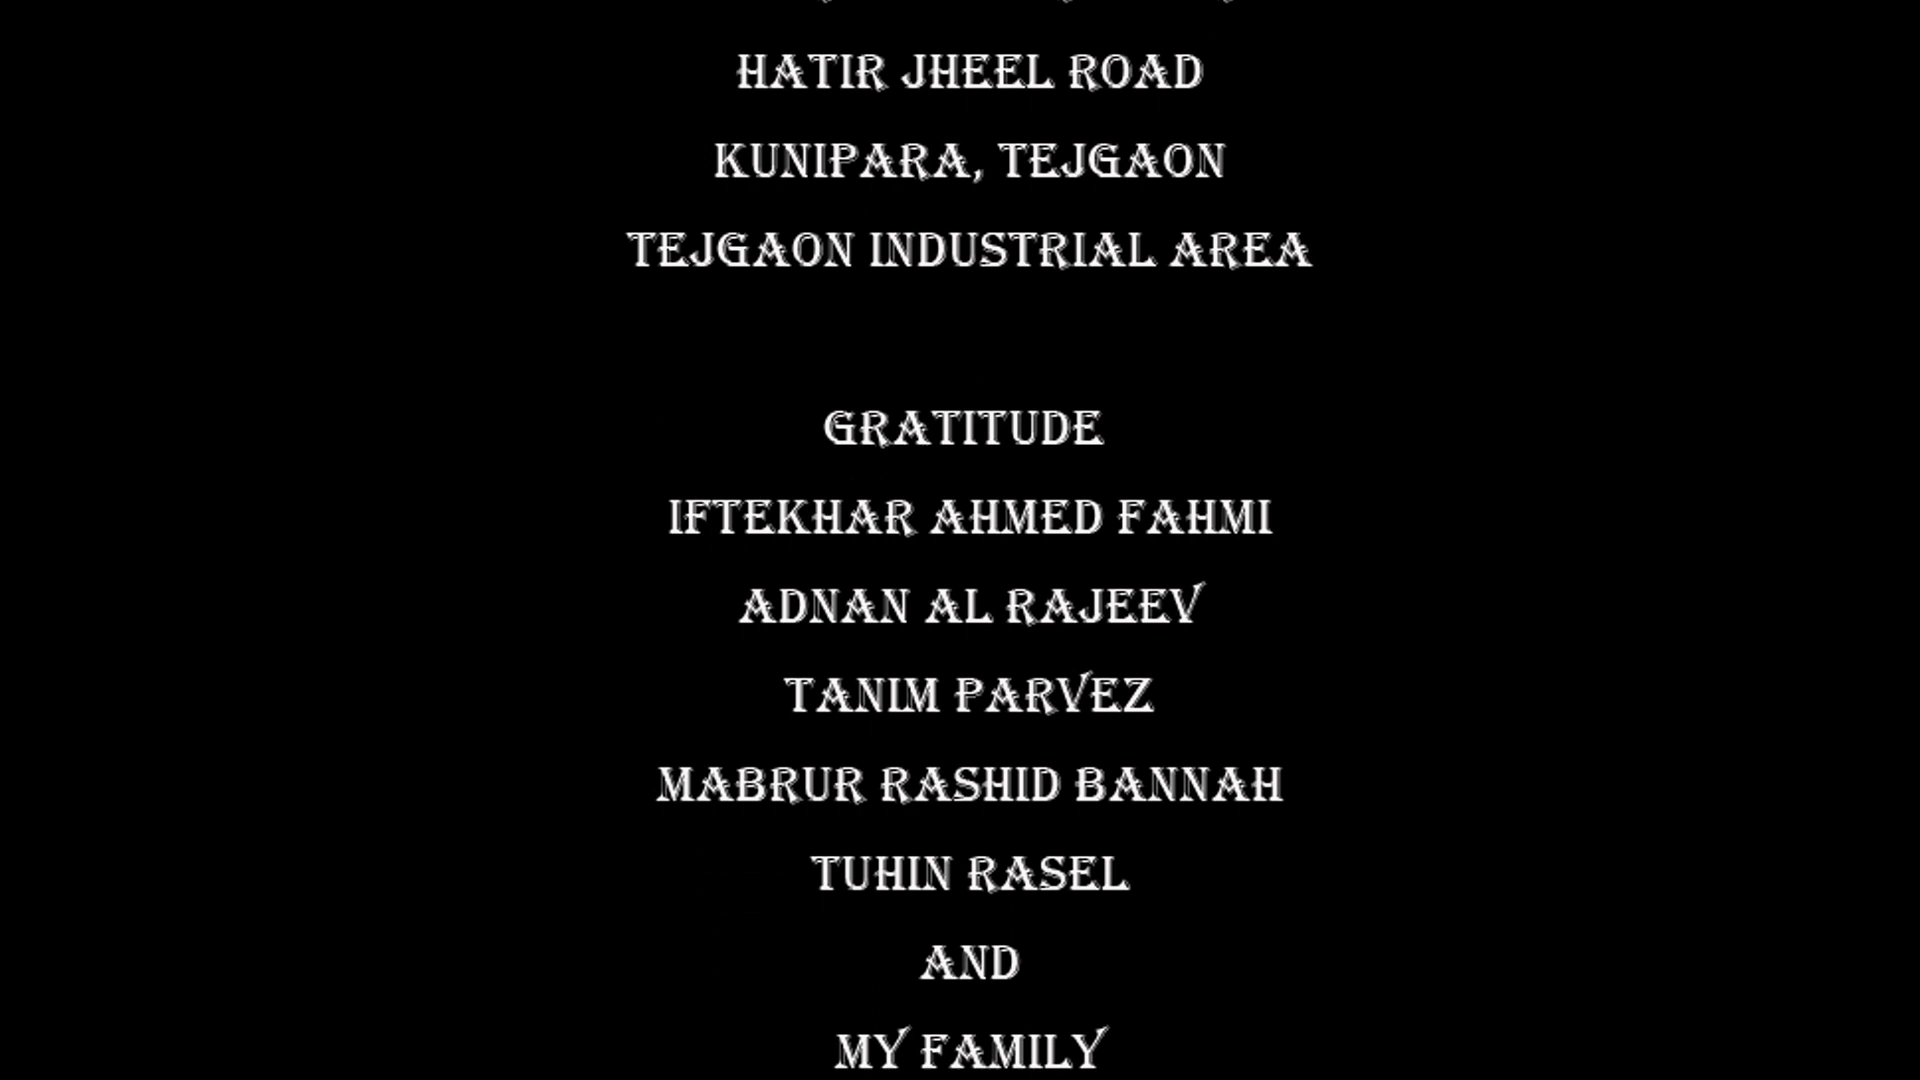 HATIR JHEEL ROAD
KUNIPARA, TEJGAON
TEJGAON INDUSTRIAL AREA
GRATITUDE
IFTEKHAR AHMED FAHMI
ADNAN AL RAJEEV
TANIM PARVEZ
MABRUR RASHID BANNAH
TUHIN RASEL
AND
MY FAMILY